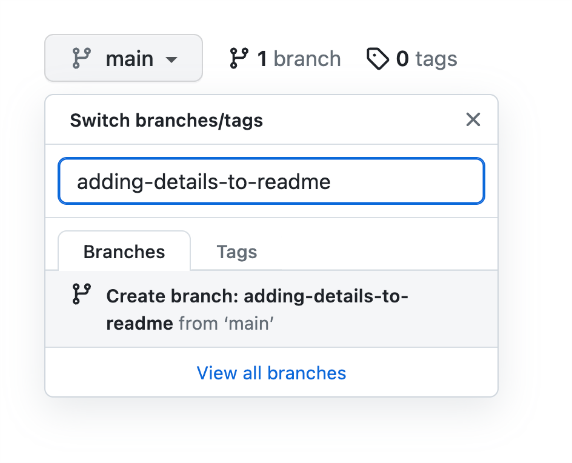 main 1 branch 0 tags
Switch branches/tags
adding-details-to-readme
Branches Tags
Create branch: adding-details-to-
readme from ‘main’
View all branches